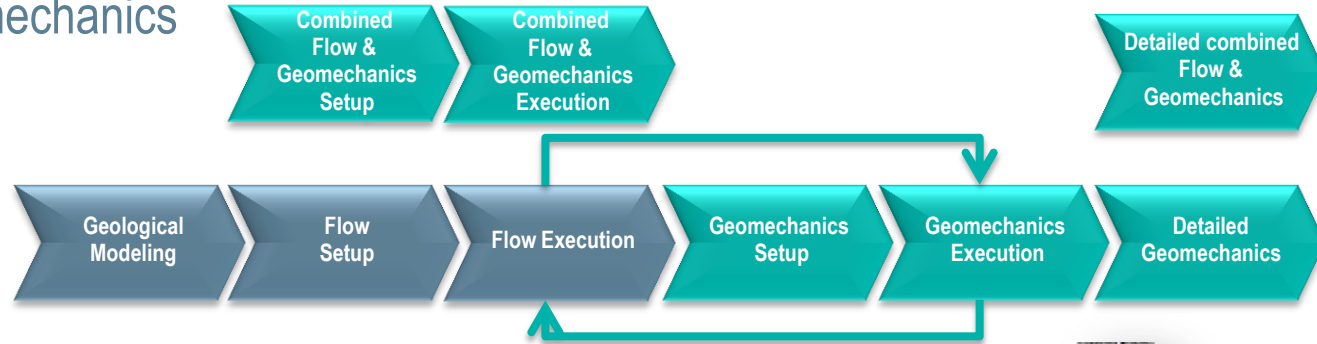 mechanics
Combined
Flow &
Geomechanics
Setup
Combined
Flow &
Geomechanics
Execution
Detailed combined
Flow &
Geomechanics
Geological
Modeling
Flow
Setup
Flow Execution
Geomechanics
Setup
Geomechanics
Execution
Detailed
Geomechanics